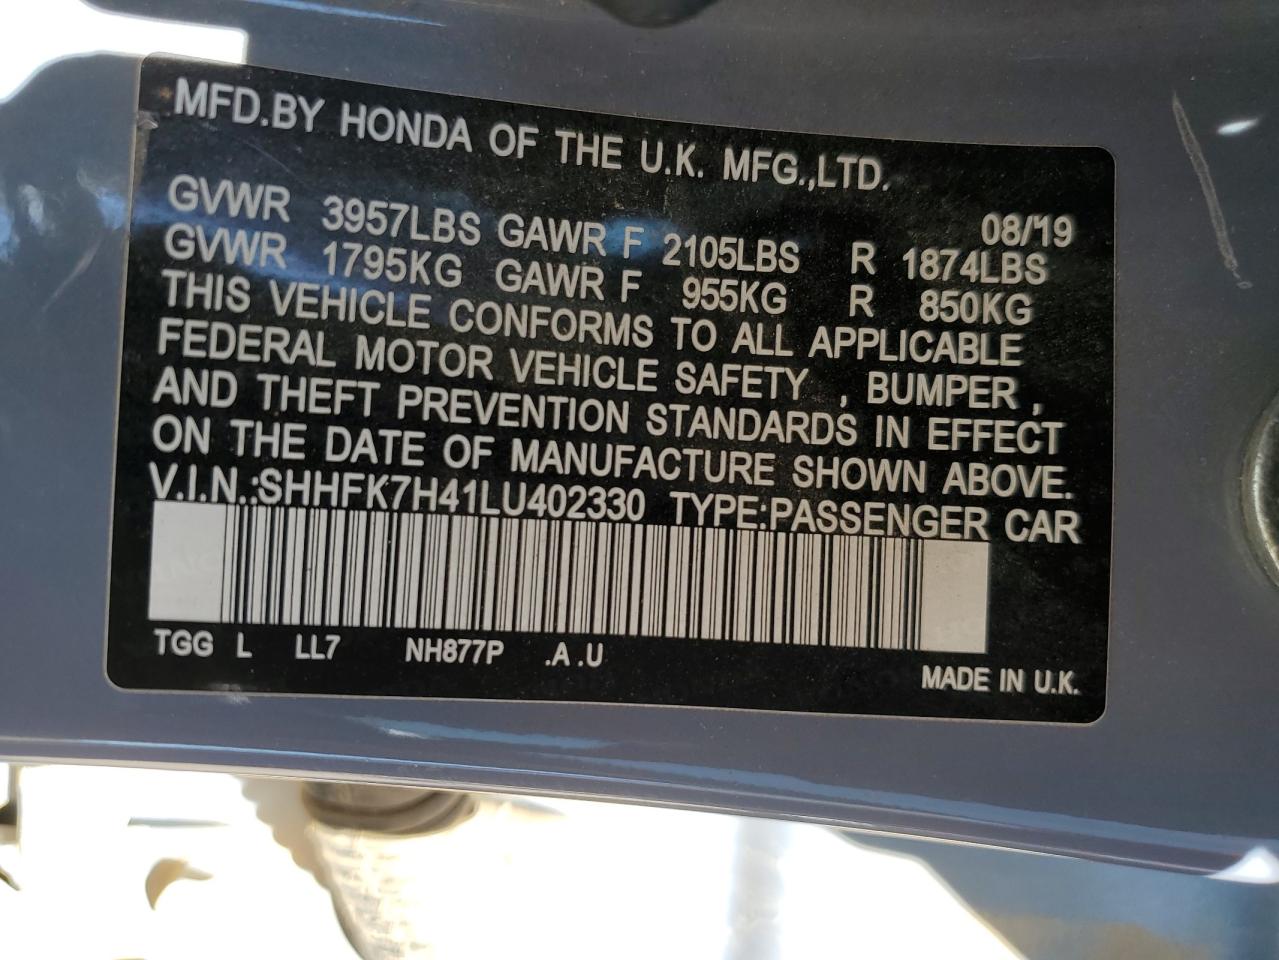 MFD.BY HONDA OF THE U.K. MFG.,LTD.
08/'19
GVWR 3957LBS GAWR F 2105LBS R 1874LBS
GVWR 1795KG GAWR F 955KG R 850KG
THIS VEHICLE CONFORMS TO ALL APPLICABLE
FEDERAL MOTOR VEHICLE SAFETY , BUMPER ,
AND THEFT PREVENTION STANDARDS IN EFFECT
ON THE DATE OF MANUFACTURE SHOWN ABOVE.
V.I.N.:SHHFK7H41LU402330 TYPE:PASSENGER CAR
TGG L LL7 NH877P .A .U
MADE IN U.K.